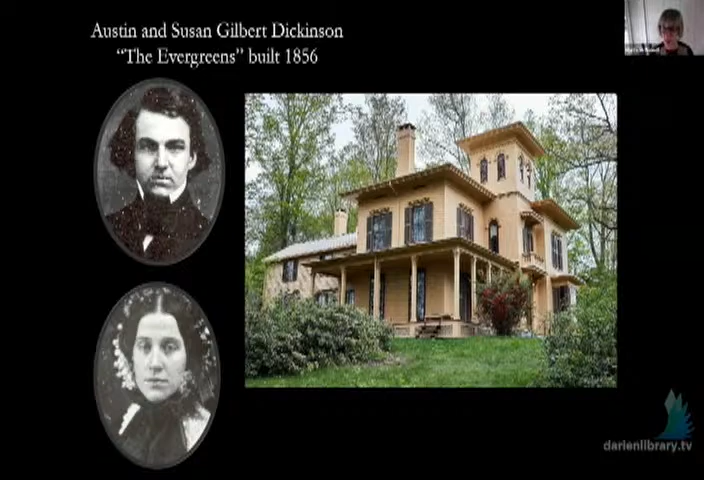 Austin and Susan Gilbert Dickinson
“The Evergreens” built 1856
darienlibrary.tv